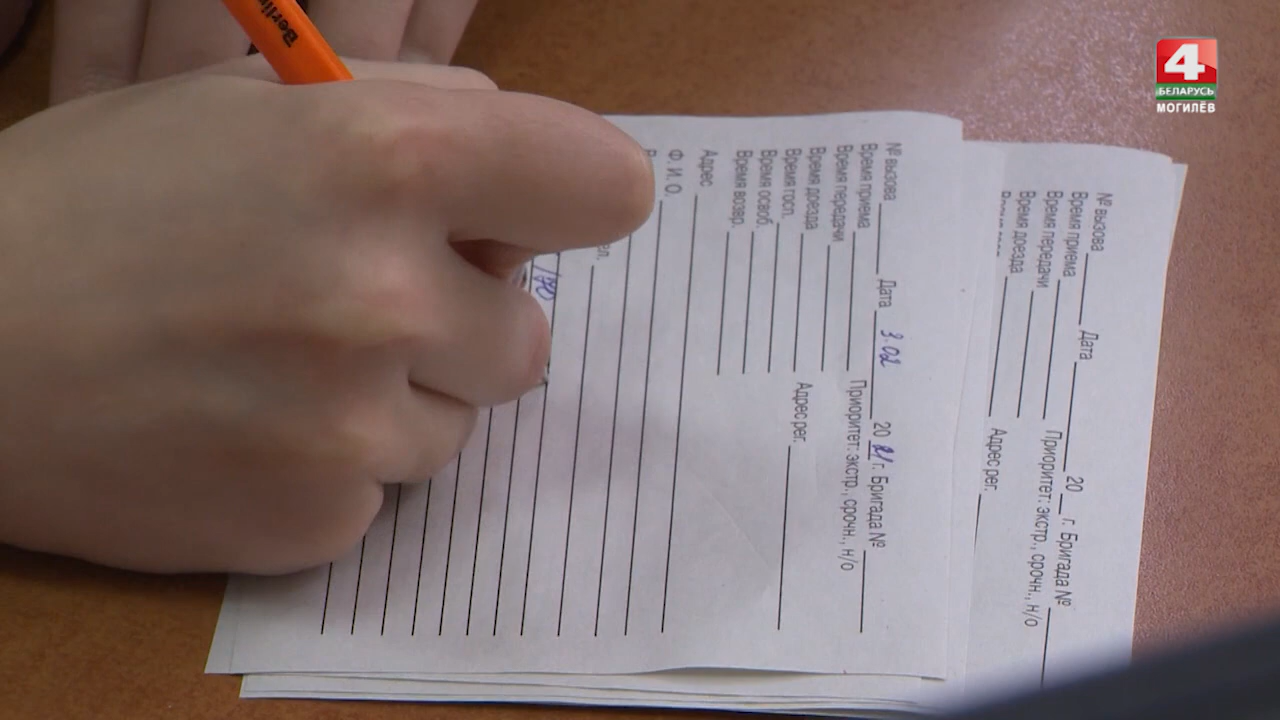 Berlin
4
БЕЛАРУСЬ
МОГИЛЁВ
№ вызова Дата 3.02 20 21 г. Бригада №
Время приема Приоритет: экстр., срочн., н/о
Время передачи
Время доезда Адрес рег.
Время госп.
Время освоб.
Время возвр.
Адрес
Ф. И. О.
№ вызова Дата 20 г. Бригада №
Время приема Приоритет: экстр., срочн., н/о
Время передачи
Время доезда Адрес рег.